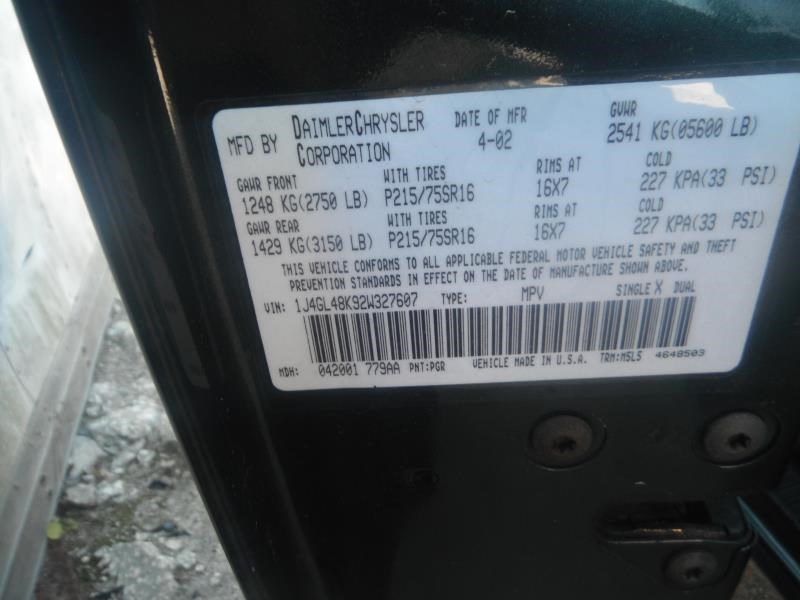 MFD BY DAIMLERCHRYSLER CORPORATION DATE OF MFR 4-02 GVWR 2541 KG(05600 LB)
GAWR FRONT WITH TIRES RIMS AT COLD
1248 KG(2750 LB) P215/75SR16 16X7 227 KPA(33 PSI)
GAWR REAR WITH TIRES RIMS AT COLD
1429 KG(3150 LB) P215/75SR16 16X7 227 KPA(33 PSI)
THIS VEHICLE CONFORMS TO ALL APPLICABLE FEDERAL MOTOR VEHICLE SAFETY AND THEFT
PREVENTION STANDARDS IN EFFECT ON THE DATE OF MANUFACTURE SHOWN ABOVE.
VIN: 1J4GL48K92W327607 TYPE: MPV SINGLE X DUAL
MDH: 042001 779AA PNT:PGR VEHICLE MADE IN U.S.A. TRM:M5L5 4648503